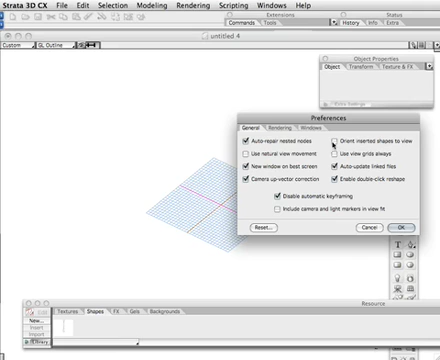 Strata 3D CX File Edit Selection Modeling Rendering Scripting Window Help
Extensions Status
Commands Tools History Info Extra
untitled 4
Custom GL Outline
Object Properties
Object Transform Texture & FX
Preferences
General Rendering Windows
Auto-repair nested nodes Orient inserted shapes to view
Use natural view movement Use view grids always
New window on best screen Auto-update linked files
Camera up-vector correction Enable double-click reshape
Disable automatic keyframing
Include camera and light markers in view fit
Reset... Cancel OK
Resource
Textures Shapes FX Gels Backgrounds
Edit
New...
Insert
Import
Library